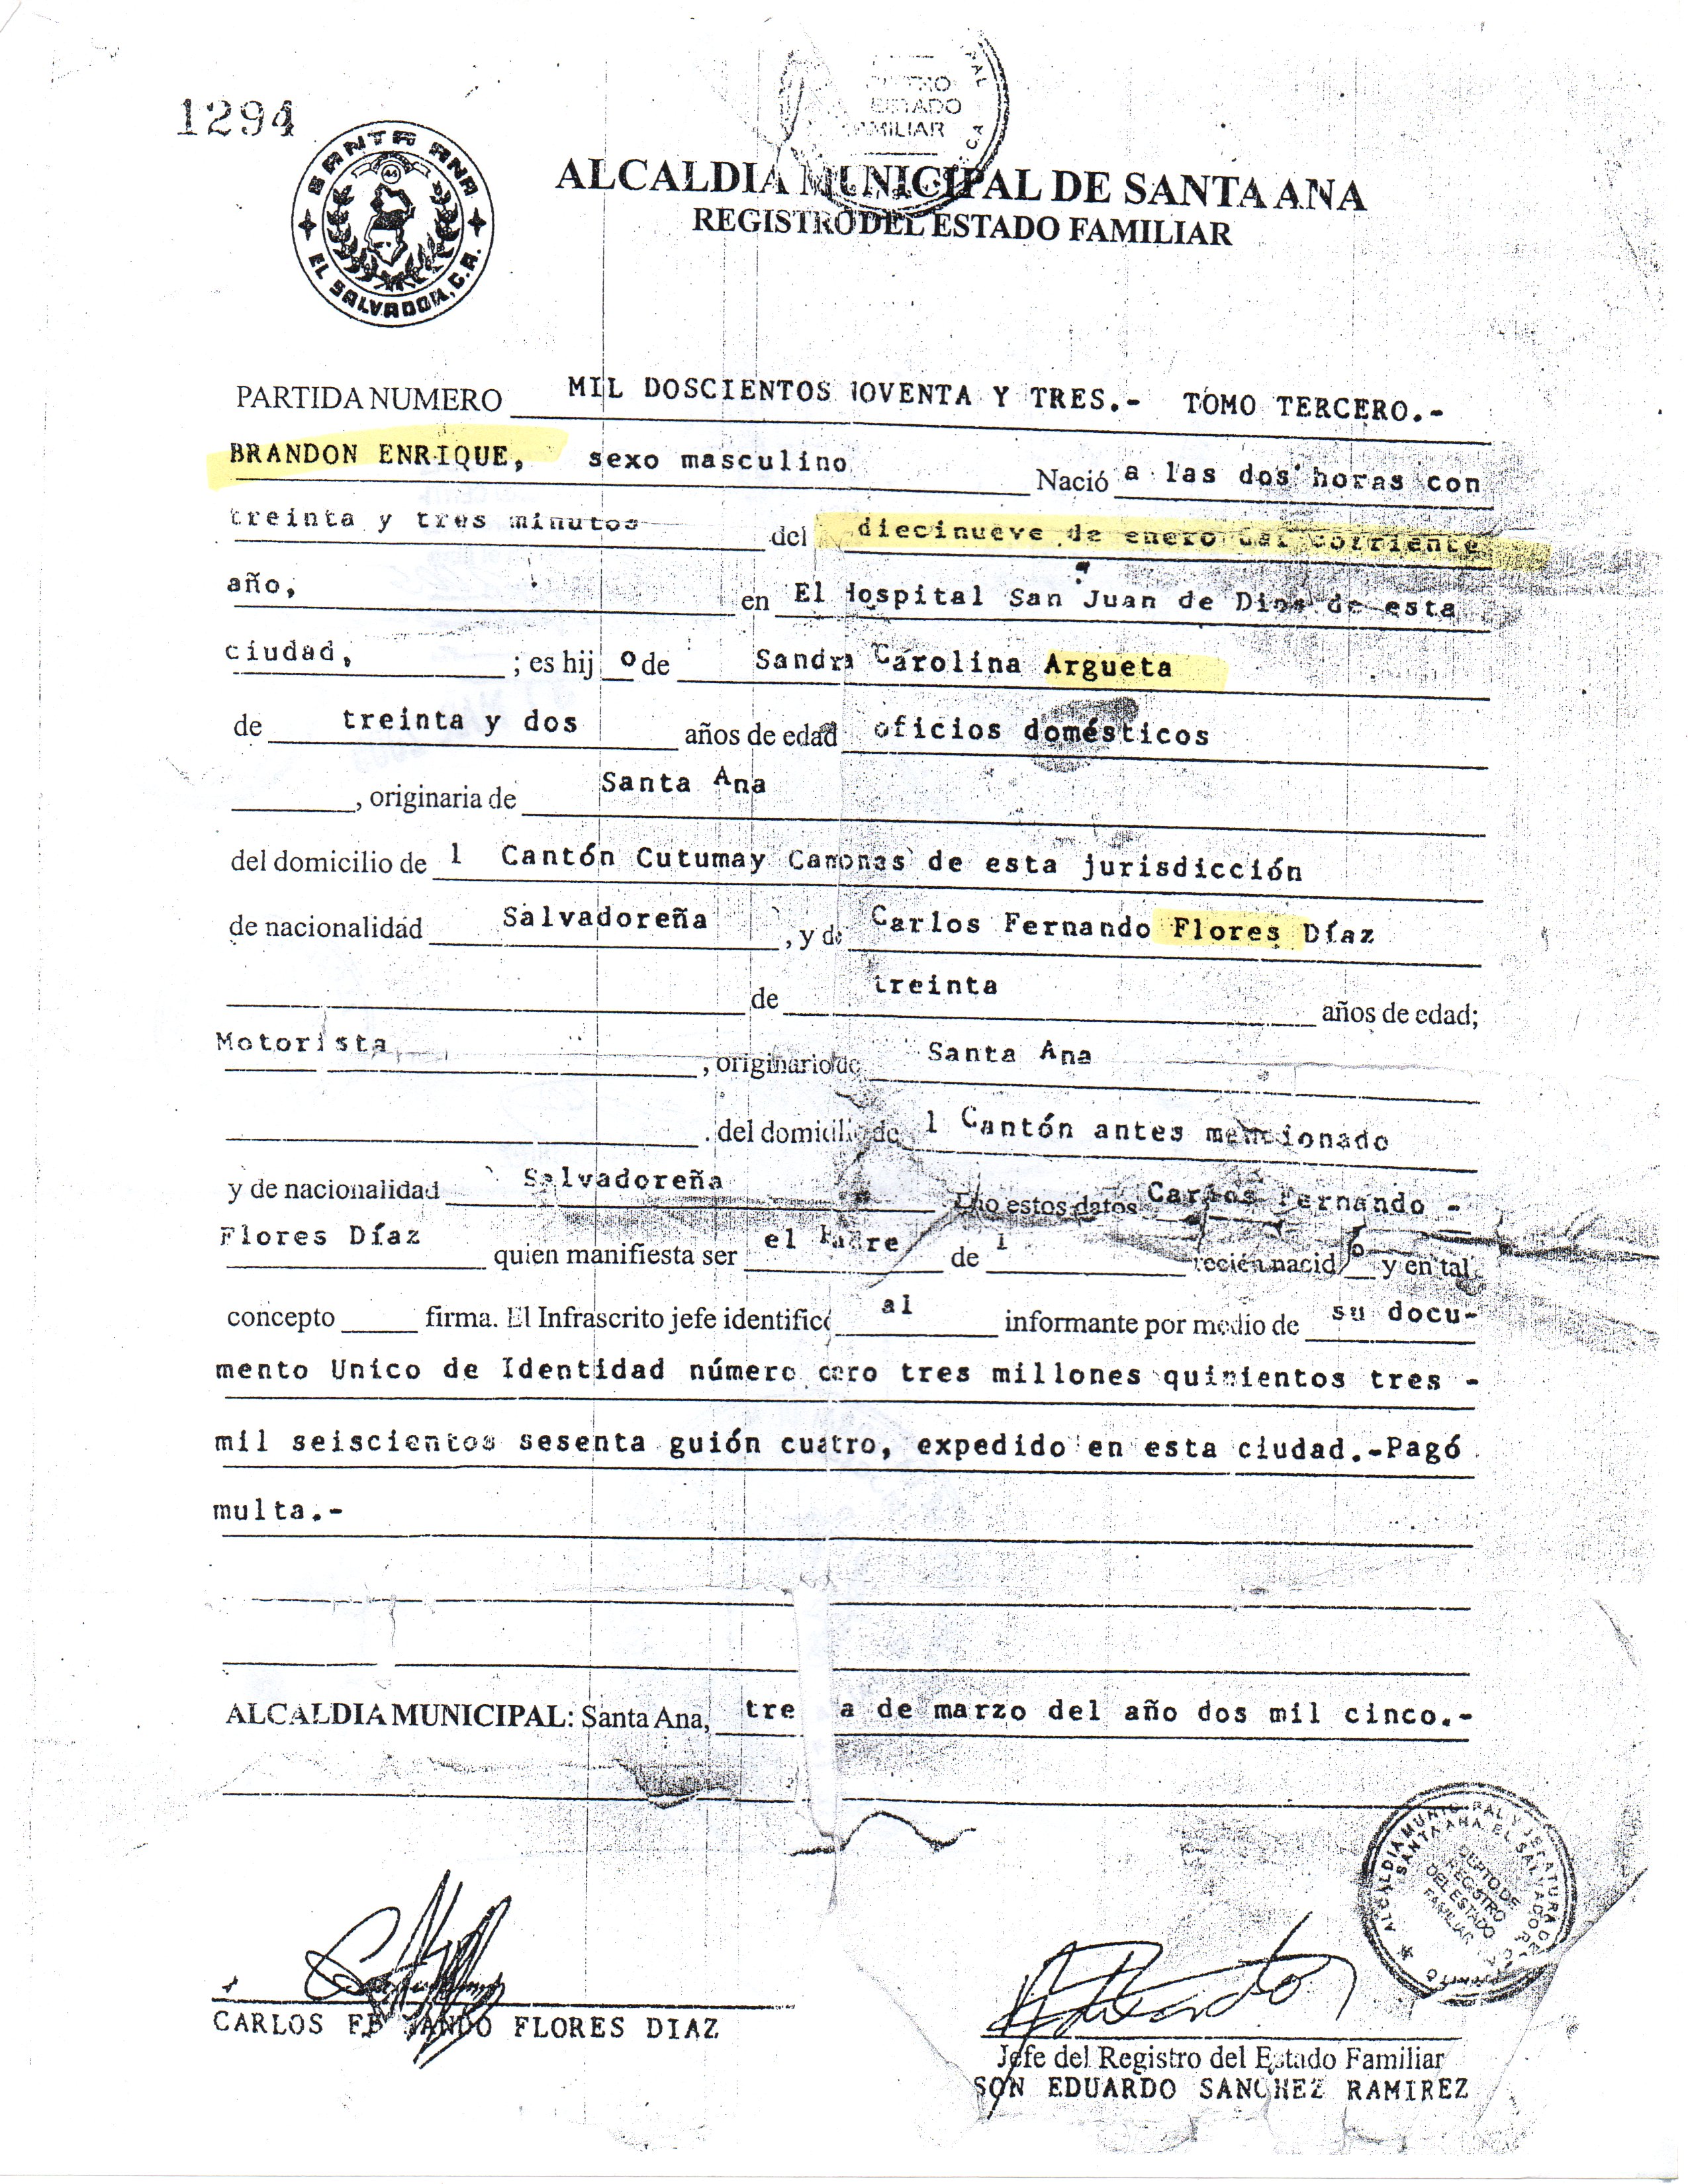 1294
REGISTRO
ESTADO
FAMILIAR
SANTA ANA
EL SALVADOR, C.A.
ALCALDIA MUNICIPAL DE SANTA ANA
REGISTRO DEL ESTADO FAMILIAR
PARTIDA NUMERO MIL DOSCIENTOS NOVENTA Y TRES.- TOMO TERCERO.-
BRANDON ENRIQUE, sexo masculino Nació a las dos horas con
treinta y tres minutos del diecinueve de enero del corriente
año, en El Hospital San Juan de Dios de esta
ciudad, ; es hij o de Sandra Carolina Argueta
de treinta y dos años de edad oficios domésticos
, originaria de Santa Ana
del domicilio de l Cantón Cutumay Camones de esta jurisdicción
de nacionalidad Salvadoreña , y de Carlos Fernando Flores Díaz
de treinta años de edad;
Motorista , originario de Santa Ana
. del domicilio de l Cantón antes mencionado
y de nacionalidad Salvadoreña . Dio estos datos Carlos Fernando -
Flores Díaz quien manifiesta ser el Padre de l recién nacid o y en tal
concepto firma. El Infrascrito jefe identificó al informante por medio de su docu-
mento Unico de Identidad número cero tres millones quinientos tres -
mil seiscientos sesenta guión cuatro, expedido en esta ciudad.-Pagó
multa.-
ALCALDIA MUNICIPAL: Santa Ana, tre a de marzo del año dos mil cinco.-
ALCALDIA MUNICIPAL Y JEFATURA DEL
SANTA ANA, EL SALVADOR
DEPTO DE
REGISTRO
DEL ESTADO
FAMILIAR
CARLOS FE NANDO FLORES DIAZ
Jefe del Registro del Estado Familiar
SON EDUARDO SANCHEZ RAMIREZ